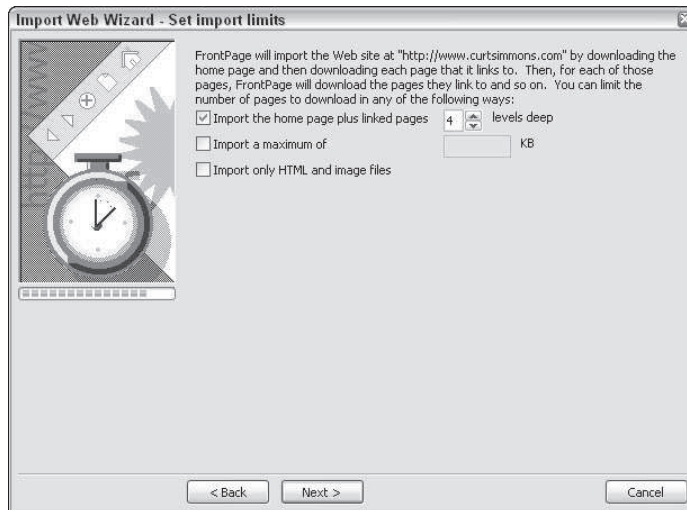 Import Web Wizard - Set import limits
FrontPage will import the Web site at "http://www.curtsimmons.com" by downloading the
home page and then downloading each page that it links to. Then, for each of those
pages, FrontPage will download the pages they link to and so on. You can limit the
number of pages to download in any of the following ways:
Import the home page plus linked pages 4 levels deep
Import a maximum of KB
Import only HTML and image files
http://www
< Back Next > Cancel